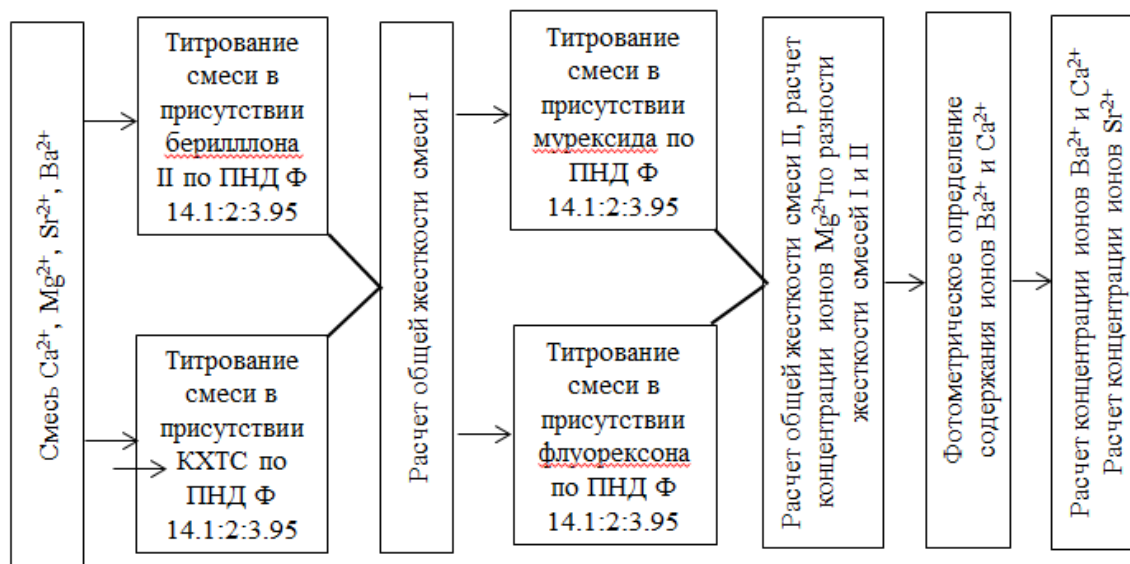 Смесь Ca²⁺, Mg²⁺, Sr²⁺, Ba²⁺
Титрование
смеси в
присутствии
берилллона
II по ПНД Ф
14.1:2:3.95
Титрование
смеси в
присутствии
КХТС по
ПНД Ф
14.1:2:3.95
Расчет общей жесткости смеси I
Титрование
смеси в
присутствии
мурексида по
ПНД Ф
14.1:2:3.95
Титрование
смеси в
присутствии
флуорексона
по ПНД Ф
14.1:2:3.95
Расчет общей жесткости смеси II, расчет
концентрации ионов Mg²⁺по разности
жесткости смесей I и II
Фотометрическое определение
содержания ионов Ba²⁺ и Ca²⁺
Расчет концентрации ионов Ba²⁺ и Ca²⁺
Расчет концентрации ионов Sr²⁺